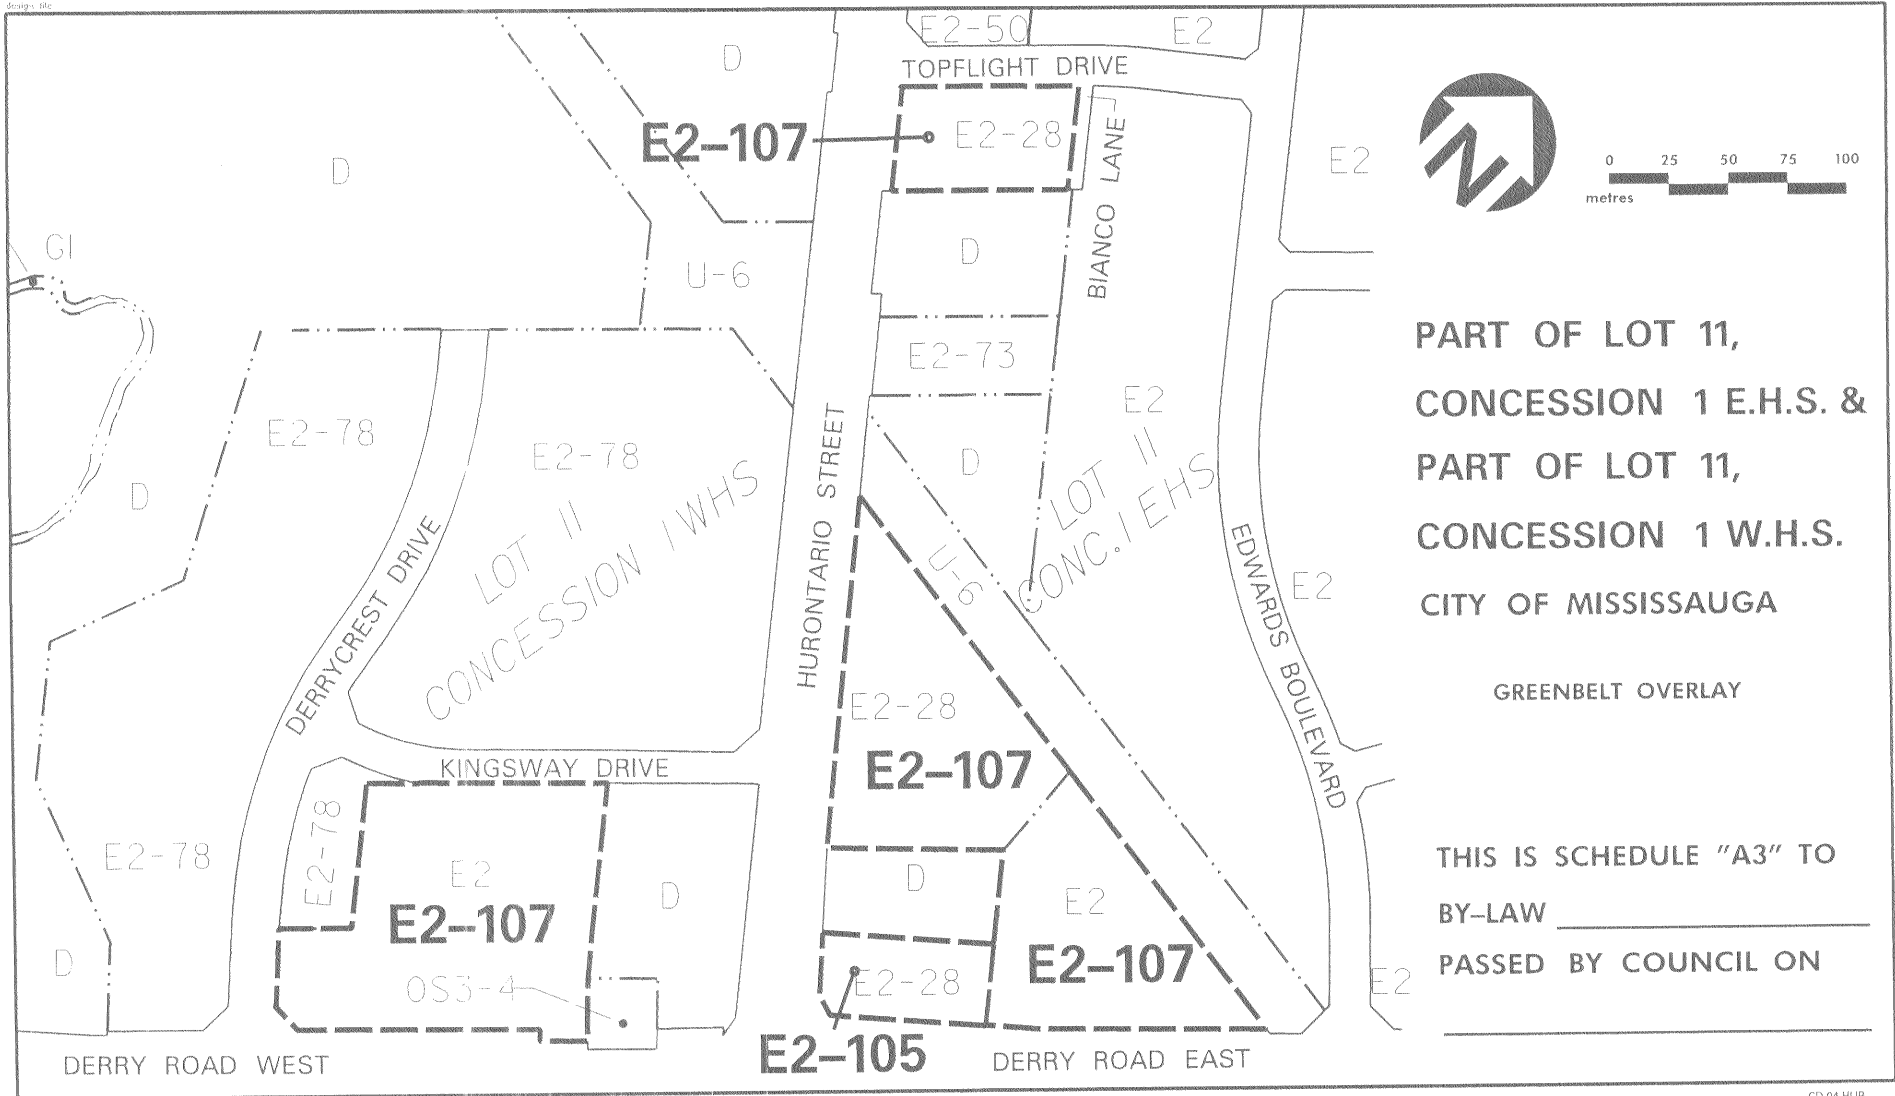 design file
E2-50
E2
D
TOPFLIGHT DRIVE
E2-107
E2-28
BIANCO LANE
D
E2
N
0 25 50 75 100
metres
G1
U-6
D
E2-73
PART OF LOT 11,
CONCESSION 1 E.H.S. &
PART OF LOT 11,
CONCESSION 1 W.H.S.
CITY OF MISSISSAUGA
GREENBELT OVERLAY
E2-78
E2-78
E2
D
D
LOT 11
CONCESSION 1 WHS
HURONTARIO STREET
LOT 11
CONC. 1 EHS
U-6
E2
DERRYCREST DRIVE
EDWARDS BOULEVARD
E2-28
E2-107
KINGSWAY DRIVE
E2-78
E2-78
E2
E2-107
D
D
E2
E2-107
D
OS3-4
E2-28
E2-105
E2
THIS IS SCHEDULE "A3" TO
BY-LAW
PASSED BY COUNCIL ON
DERRY ROAD WEST
DERRY ROAD EAST